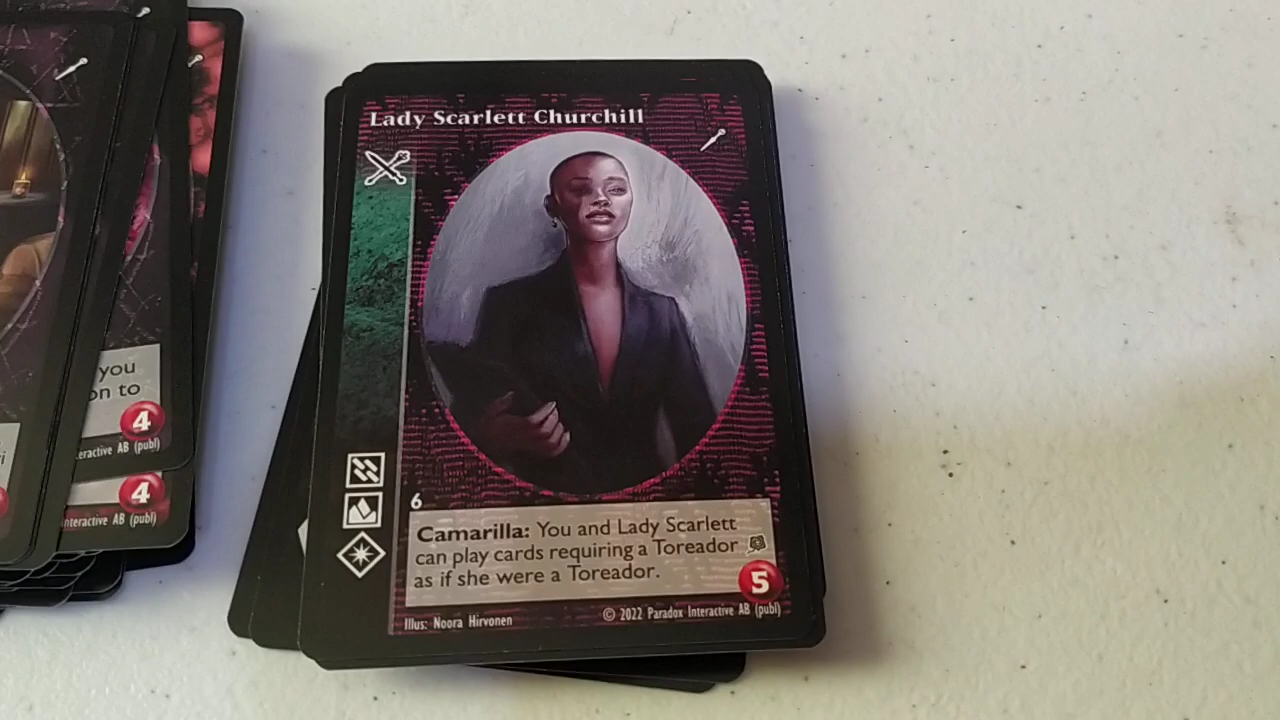 Lady Scarlett Churchill
6
Camarilla: You and Lady Scarlett
can play cards requiring a Toreador
as if she were a Toreador.
5
Illus: Noora Hirvonen
© 2022 Paradox Interactive AB (publ)
you
on to
4
eractive AB (publ)
4
Interactive AB (publ)